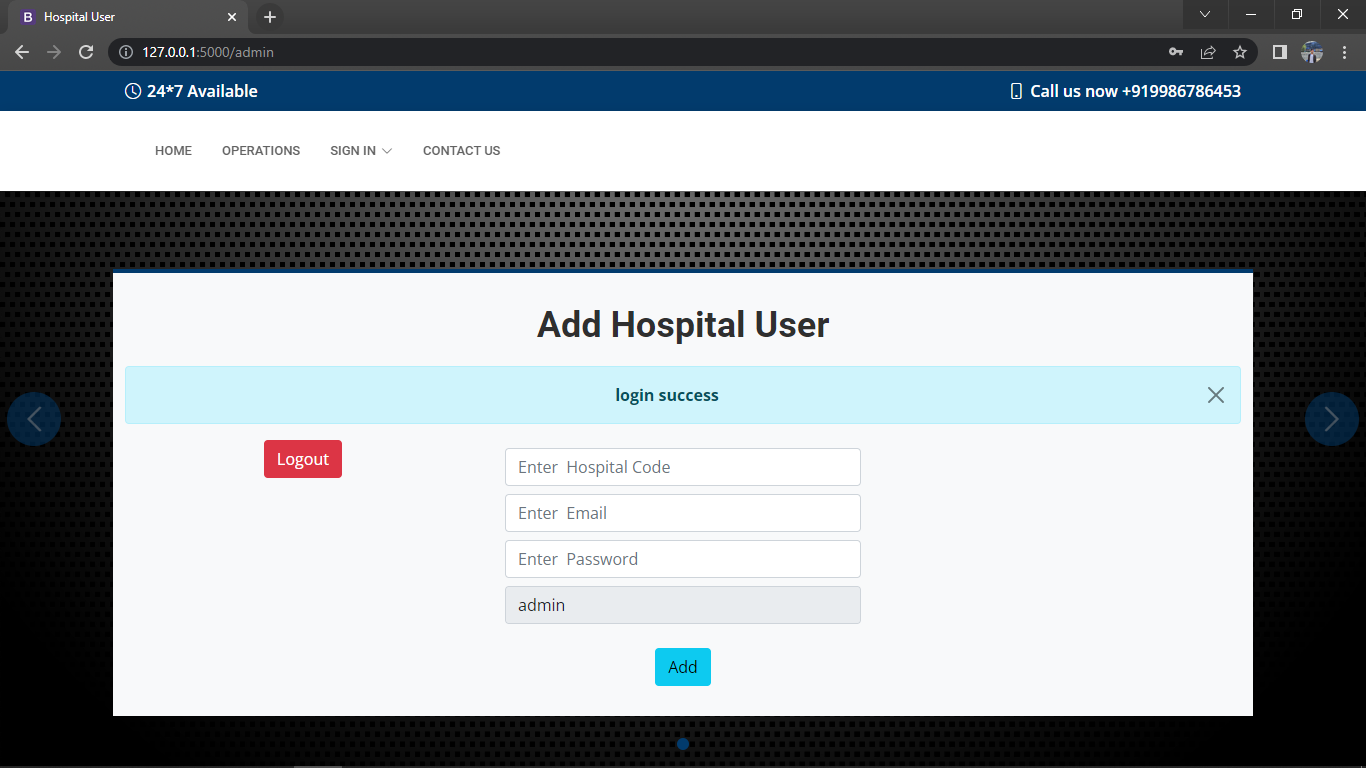 Hospital User
127.0.0.1:5000/admin
24*7 Available
Call us now +919986786453
HOME OPERATIONS SIGN IN CONTACT US
Add Hospital User
login success
Logout
Enter Hospital Code
Enter Email
Enter Password
admin
Add